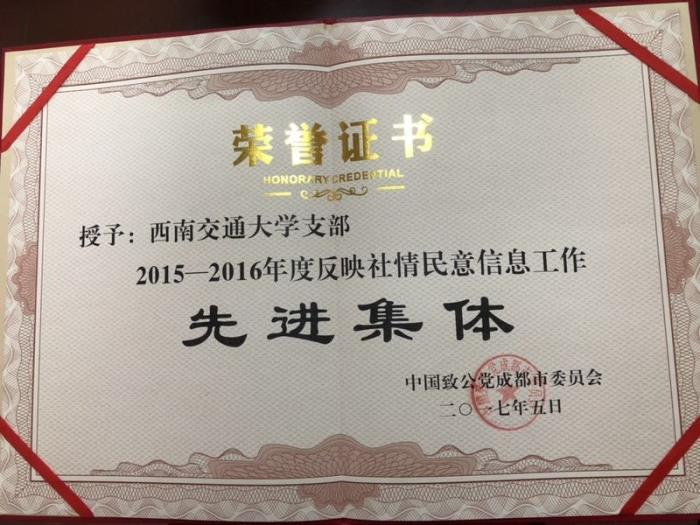 荣誉证书
HONORARY CREDENTIAL
授予：西南交通大学支部
2015—2016年度反映社情民意信息工作
先进集体
中国致公党成都市委员会
二〇一七年五日